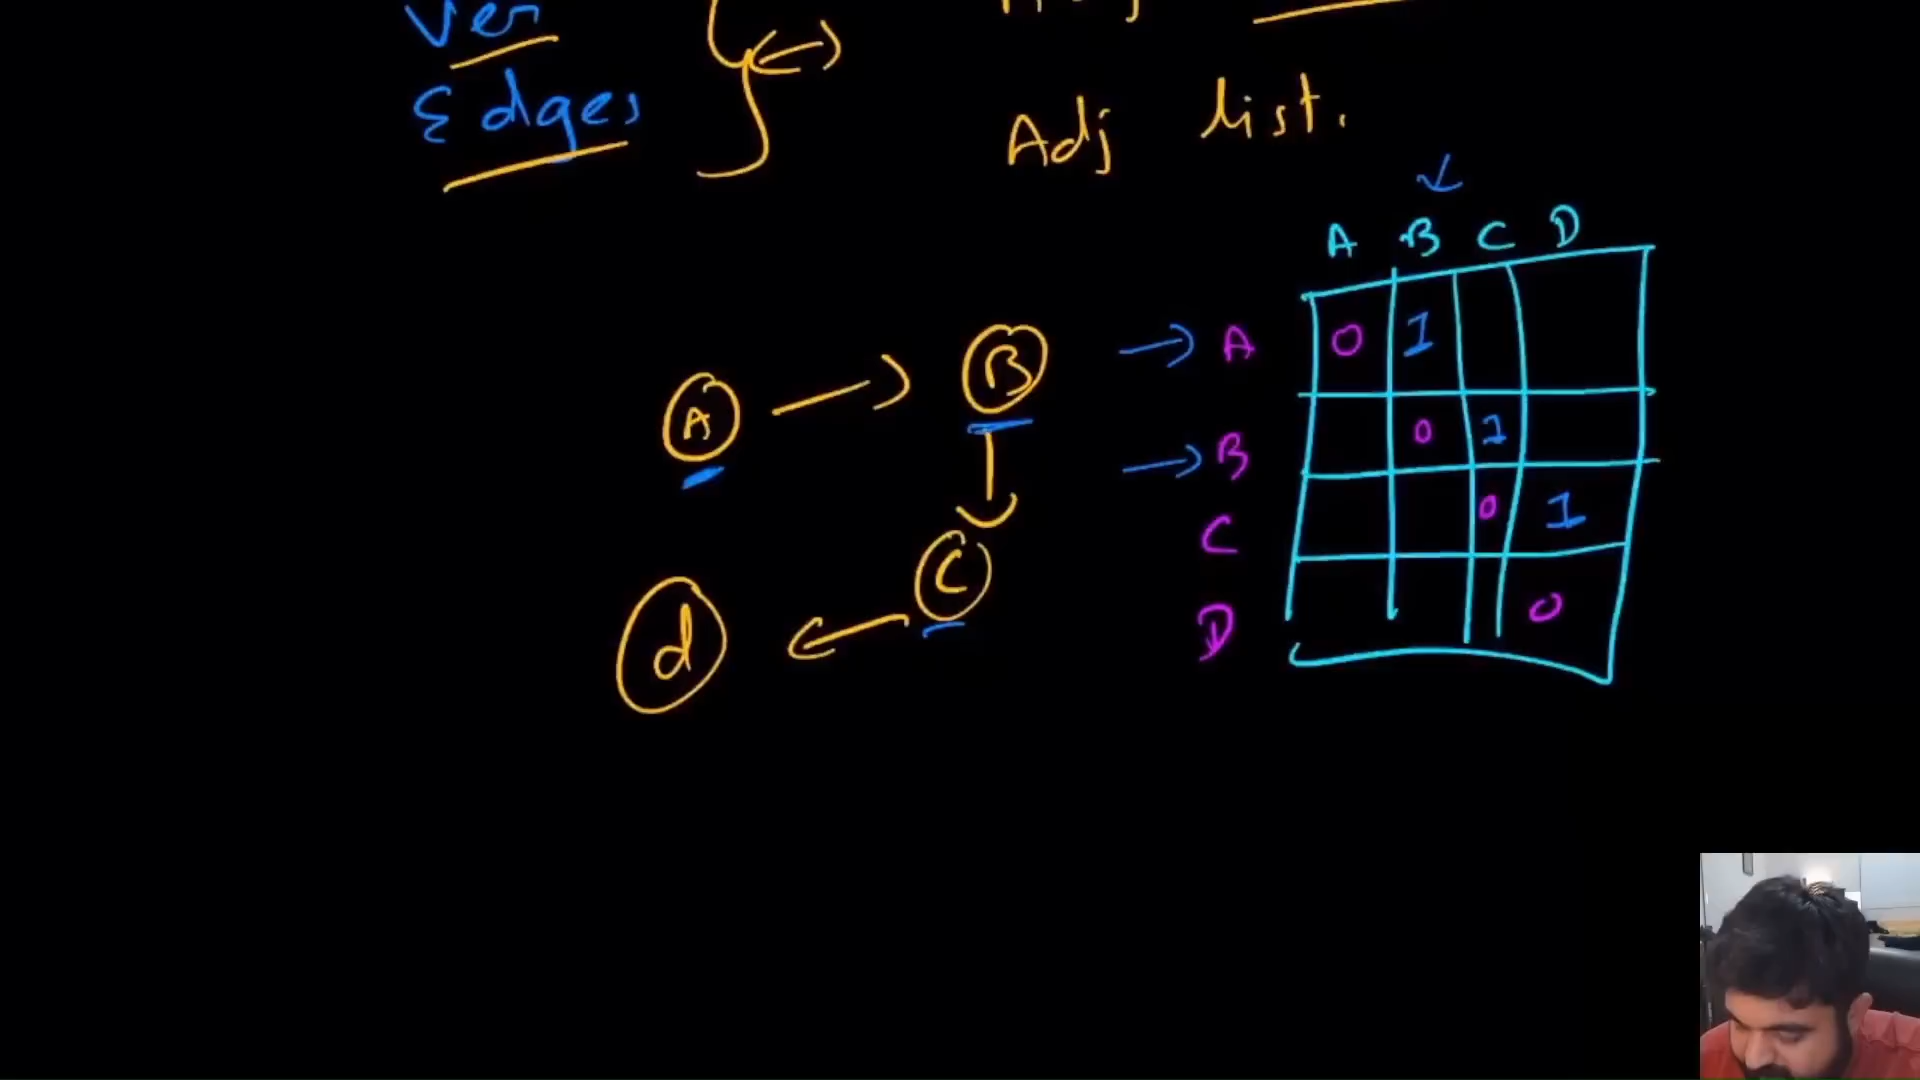 Ver
Edges
Adj list.
A B C D
A 0 1
B 0 1
C 0 1
D 0
A
B
C
d